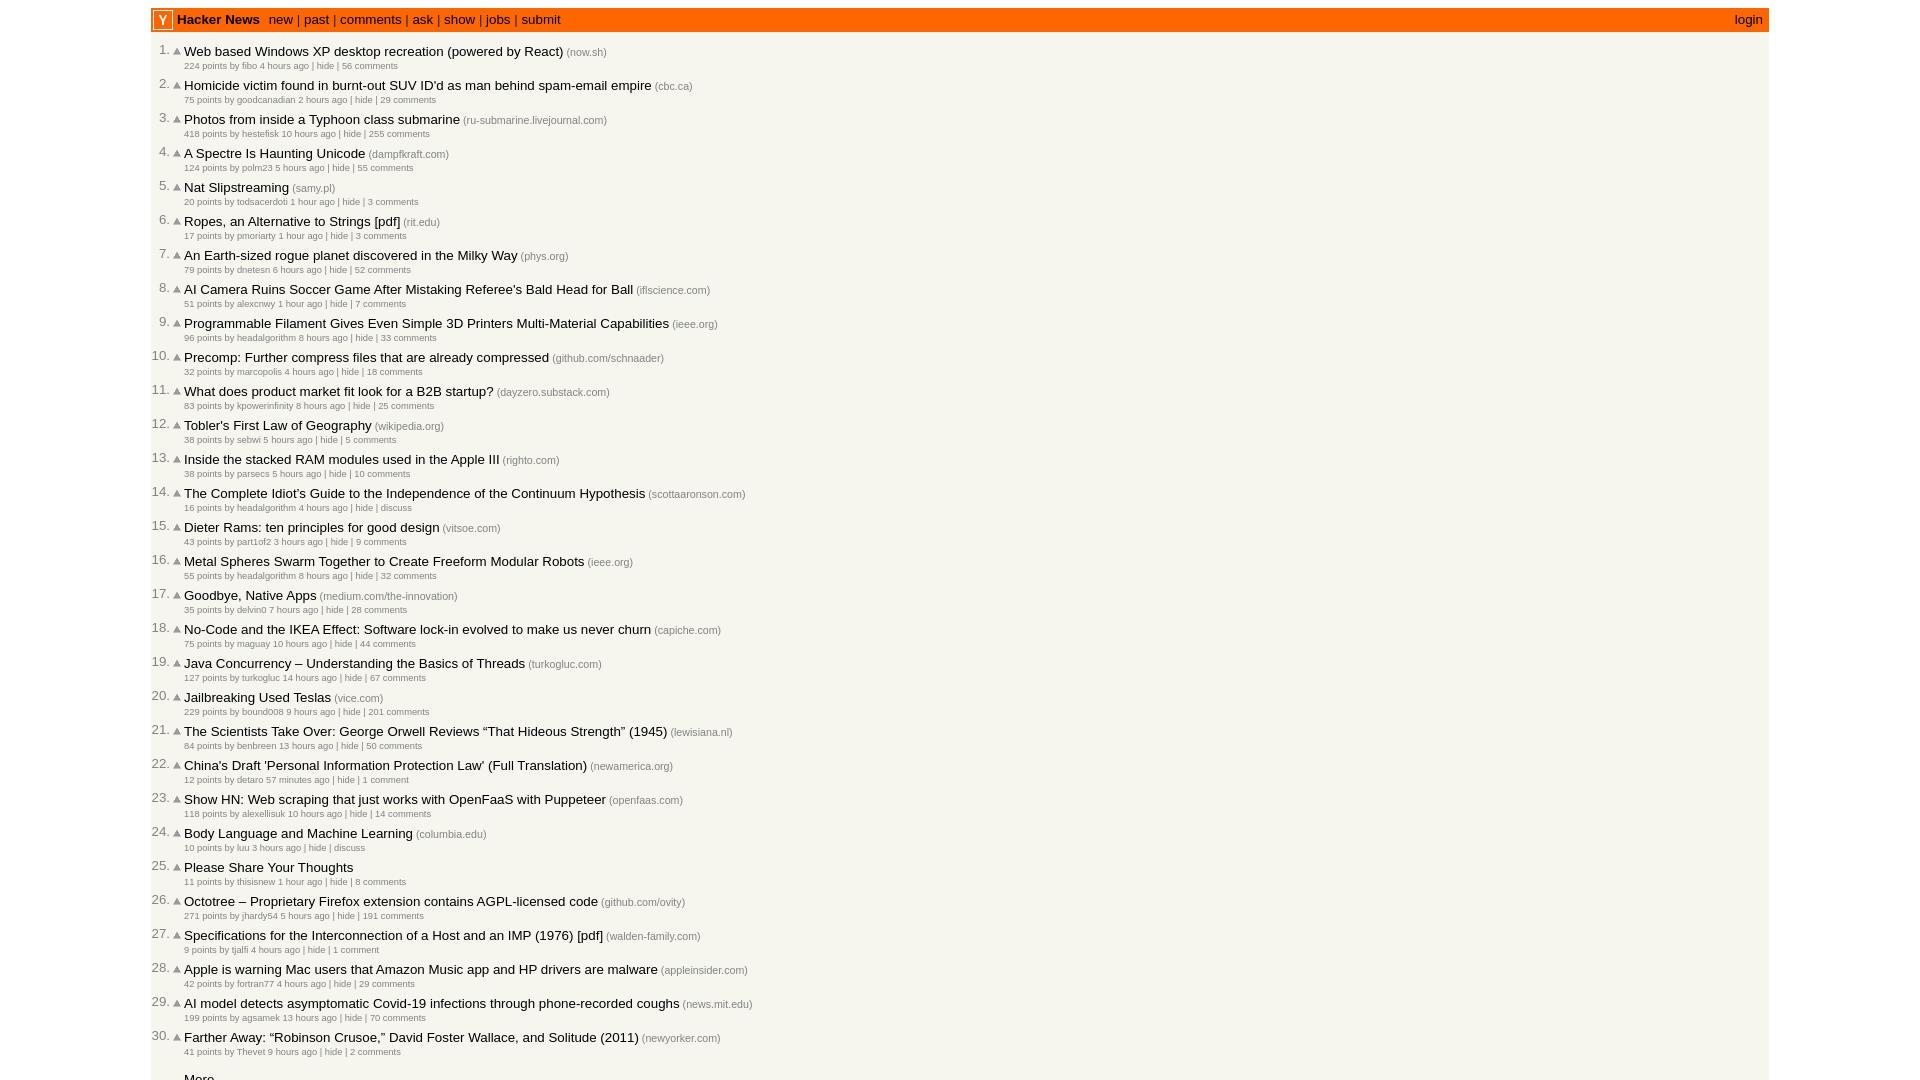 Y Hacker News new | past | comments | ask | show | jobs | submit login
1. Web based Windows XP desktop recreation (powered by React) (now.sh)
224 points by fibo 4 hours ago | hide | 56 comments
2. Homicide victim found in burnt-out SUV ID'd as man behind spam-email empire (cbc.ca)
75 points by goodcanadian 2 hours ago | hide | 29 comments
3. Photos from inside a Typhoon class submarine (ru-submarine.livejournal.com)
418 points by hestefisk 10 hours ago | hide | 255 comments
4. A Spectre Is Haunting Unicode (dampfkraft.com)
124 points by polm23 5 hours ago | hide | 55 comments
5. Nat Slipstreaming (samy.pl)
20 points by todsacerdoti 1 hour ago | hide | 3 comments
6. Ropes, an Alternative to Strings [pdf] (rit.edu)
17 points by pmoriarty 1 hour ago | hide | 3 comments
7. An Earth-sized rogue planet discovered in the Milky Way (phys.org)
79 points by dnetesn 6 hours ago | hide | 52 comments
8. AI Camera Ruins Soccer Game After Mistaking Referee's Bald Head for Ball (iflscience.com)
51 points by alexcnwy 1 hour ago | hide | 7 comments
9. Programmable Filament Gives Even Simple 3D Printers Multi-Material Capabilities (ieee.org)
96 points by headalgorithm 8 hours ago | hide | 33 comments
10. Precomp: Further compress files that are already compressed (github.com/schnaader)
32 points by marcopolis 4 hours ago | hide | 18 comments
11. What does product market fit look for a B2B startup? (dayzero.substack.com)
83 points by kpowerinfinity 8 hours ago | hide | 25 comments
12. Tobler's First Law of Geography (wikipedia.org)
38 points by sebwi 5 hours ago | hide | 5 comments
13. Inside the stacked RAM modules used in the Apple III (righto.com)
38 points by parsecs 5 hours ago | hide | 10 comments
14. The Complete Idiot's Guide to the Independence of the Continuum Hypothesis (scottaaronson.com)
16 points by headalgorithm 4 hours ago | hide | discuss
15. Dieter Rams: ten principles for good design (vitsoe.com)
43 points by part1of2 3 hours ago | hide | 9 comments
16. Metal Spheres Swarm Together to Create Freeform Modular Robots (ieee.org)
55 points by headalgorithm 8 hours ago | hide | 32 comments
17. Goodbye, Native Apps (medium.com/the-innovation)
35 points by delvin0 7 hours ago | hide | 28 comments
18. No-Code and the IKEA Effect: Software lock-in evolved to make us never churn (capiche.com)
75 points by maguay 10 hours ago | hide | 44 comments
19. Java Concurrency – Understanding the Basics of Threads (turkogluc.com)
127 points by turkogluc 14 hours ago | hide | 67 comments
20. Jailbreaking Used Teslas (vice.com)
229 points by bound008 9 hours ago | hide | 201 comments
21. The Scientists Take Over: George Orwell Reviews “That Hideous Strength” (1945) (lewisiana.nl)
84 points by benbreen 13 hours ago | hide | 50 comments
22. China's Draft 'Personal Information Protection Law' (Full Translation) (newamerica.org)
12 points by detaro 57 minutes ago | hide | 1 comment
23. Show HN: Web scraping that just works with OpenFaaS with Puppeteer (openfaas.com)
118 points by alexellisuk 10 hours ago | hide | 14 comments
24. Body Language and Machine Learning (columbia.edu)
10 points by luu 3 hours ago | hide | discuss
25. Please Share Your Thoughts
11 points by thisisnew 1 hour ago | hide | 8 comments
26. Octotree – Proprietary Firefox extension contains AGPL-licensed code (github.com/ovity)
271 points by jhardy54 5 hours ago | hide | 191 comments
27. Specifications for the Interconnection of a Host and an IMP (1976) [pdf] (walden-family.com)
9 points by tjalfi 4 hours ago | hide | 1 comment
28. Apple is warning Mac users that Amazon Music app and HP drivers are malware (appleinsider.com)
42 points by fortran77 4 hours ago | hide | 29 comments
29. AI model detects asymptomatic Covid-19 infections through phone-recorded coughs (news.mit.edu)
199 points by agsamek 13 hours ago | hide | 70 comments
30. Farther Away: “Robinson Crusoe,” David Foster Wallace, and Solitude (2011) (newyorker.com)
41 points by Thevet 9 hours ago | hide | 2 comments
More